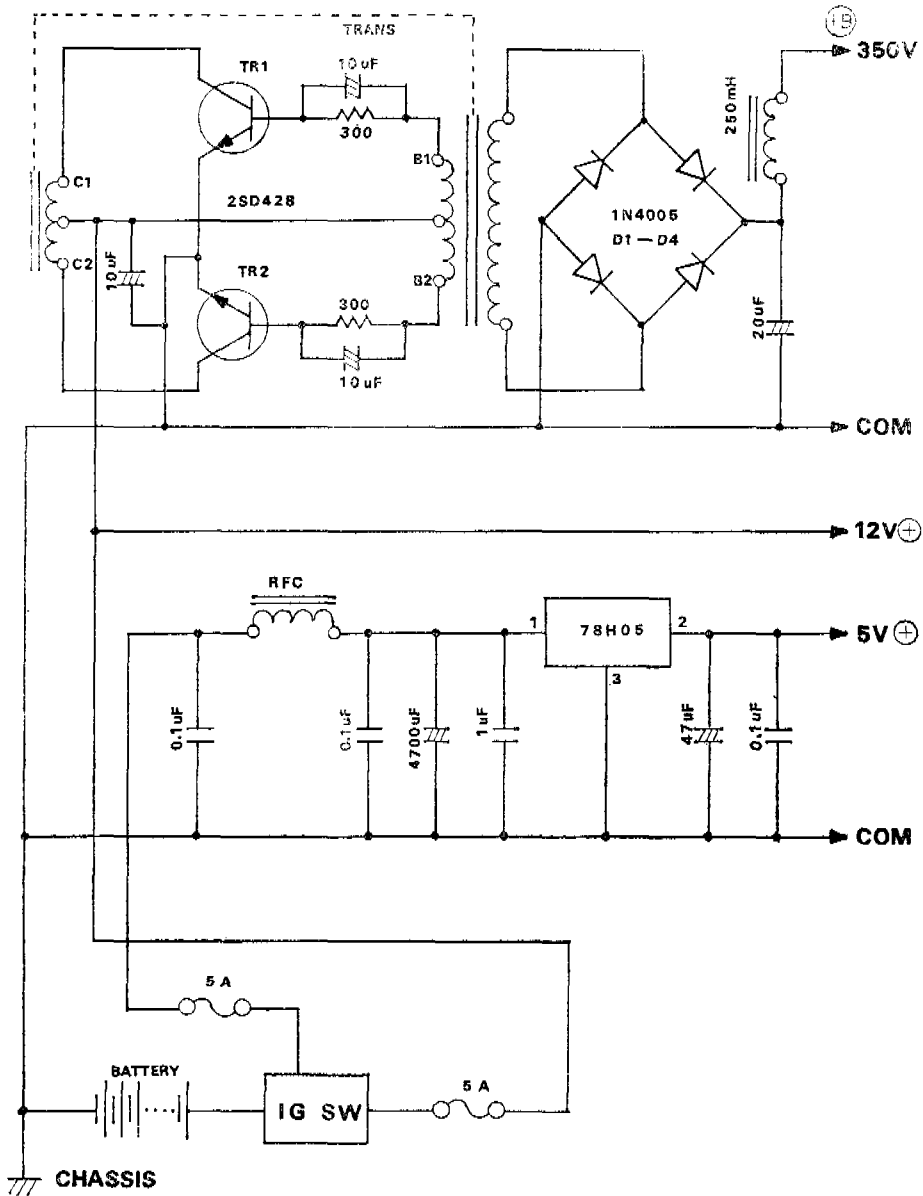 19
TRANS
350V
10uF
TR1
300
250mH
B1
C1
2SD428
1N4005
D1—D4
C2
10uF
TR2
B2
300
20uF
10uF
COM
12V+
RFC
1
78H05
2
5V+
3
0.1uF
0.1uF
4700uF
1uF
47uF
0.1uF
COM
5A
BATTERY
5A
IG SW
CHASSIS